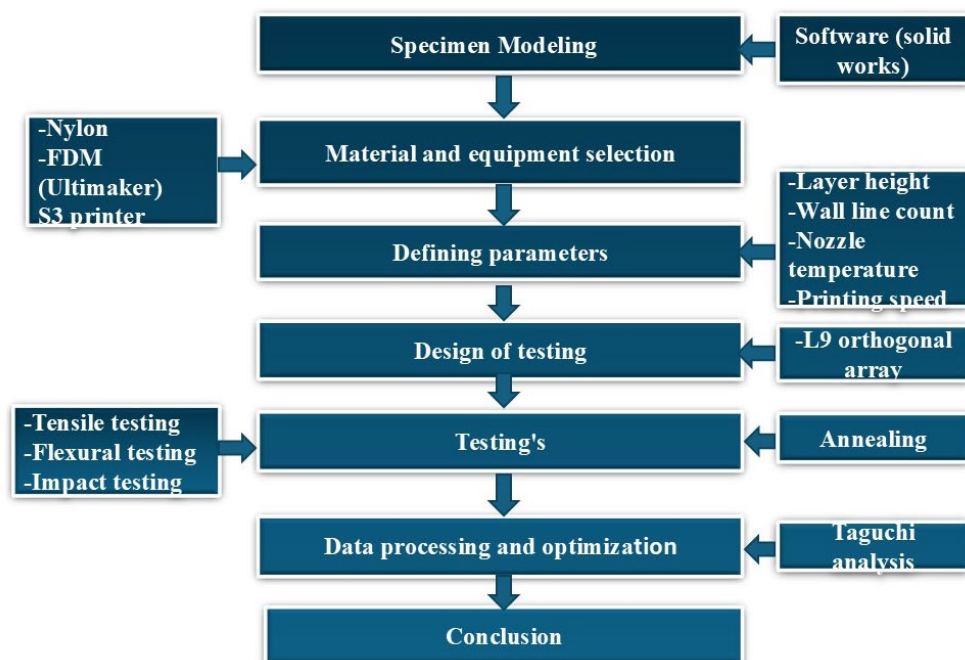 Specimen Modeling
Software (solid
works)
-Nylon
-FDM
(Ultimaker)
S3 printer
Material and equipment selection
-Layer height
-Wall line count
-Nozzle
temperature
-Printing speed
Defining parameters
Design of testing
-L9 orthogonal
array
-Tensile testing
-Flexural testing
-Impact testing
Testing's
Annealing
Data processing and optimization
Taguchi
analysis
Conclusion